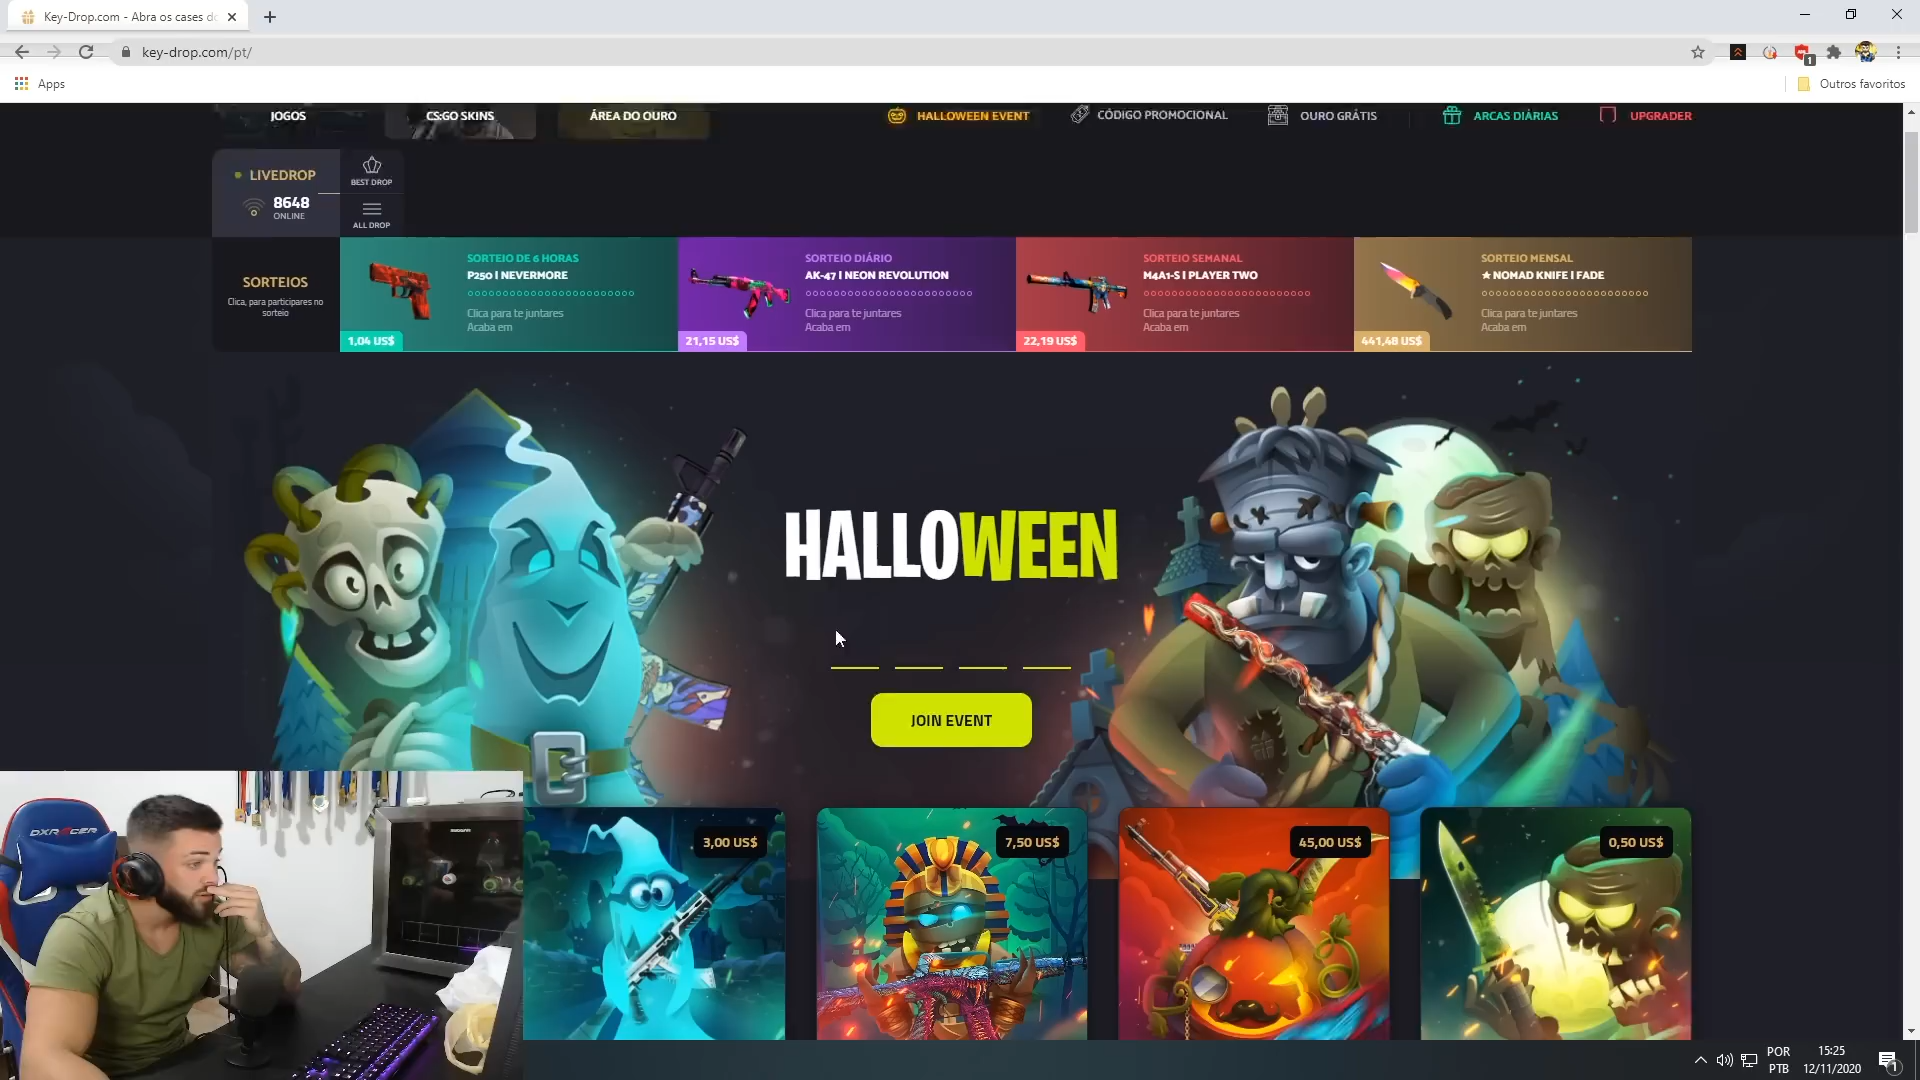 Key-Drop.com - Abra os cases do
key-drop.com/pt/
1
Apps
Outros favoritos
JOGOS
CS:GO SKINS
ÁREA DO OURO
HALLOWEEN EVENT
CÓDIGO PROMOCIONAL
OURO GRÁTIS
ARCAS DIÁRIAS
UPGRADER
LIVEDROP
8648
ONLINE
BEST DROP
ALL DROP
SORTEIOS
Clica, para participares no
sorteio
SORTEIO DE 6 HORAS
P250 | NEVERMORE
Clica para te juntares
Acaba em
1,04 US$
SORTEIO DIÁRIO
AK-47 | NEON REVOLUTION
Clica para te juntares
Acaba em
21,15 US$
SORTEIO SEMANAL
M4A1-S | PLAYER TWO
Clica para te juntares
Acaba em
22,19 US$
SORTEIO MENSAL
★ NOMAD KNIFE | FADE
Clica para te juntares
Acaba em
441,48 US$
HALLOWEEN
JOIN EVENT
3,00 US$
7,50 US$
45,00 US$
0,50 US$
DXRACER
POR
PTB
15:25
12/11/2020
1